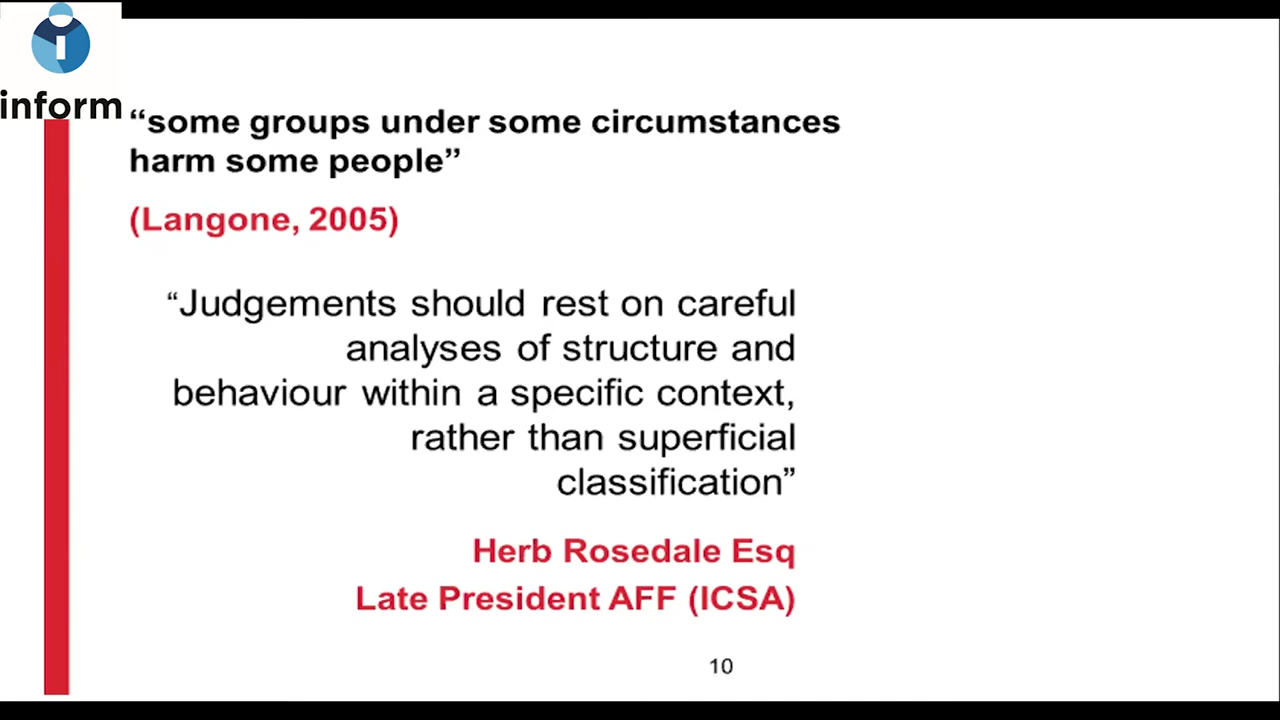 inform
“some groups under some circumstances
harm some people”
(Langone, 2005)
“Judgements should rest on careful
analyses of structure and
behaviour within a specific context,
rather than superficial
classification”
Herb Rosedale Esq
Late President AFF (ICSA)
10